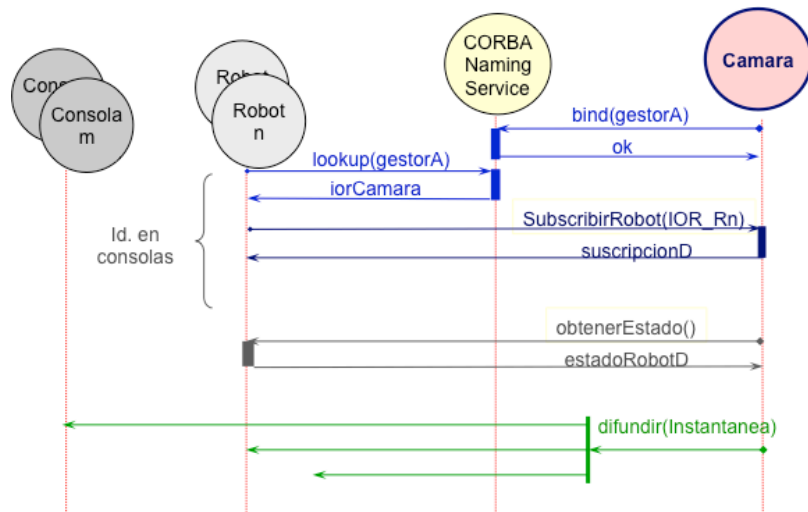 CORBA
Naming
Service
Camara
Consola
m
Robot
n
bind(gestorA)
ok
lookup(gestorA)
iorCamara
SubscribirRobot(IOR_Rn)
Id. en
consolas
suscripcionD
obtenerEstado()
estadoRobotD
difundir(Instantanea)